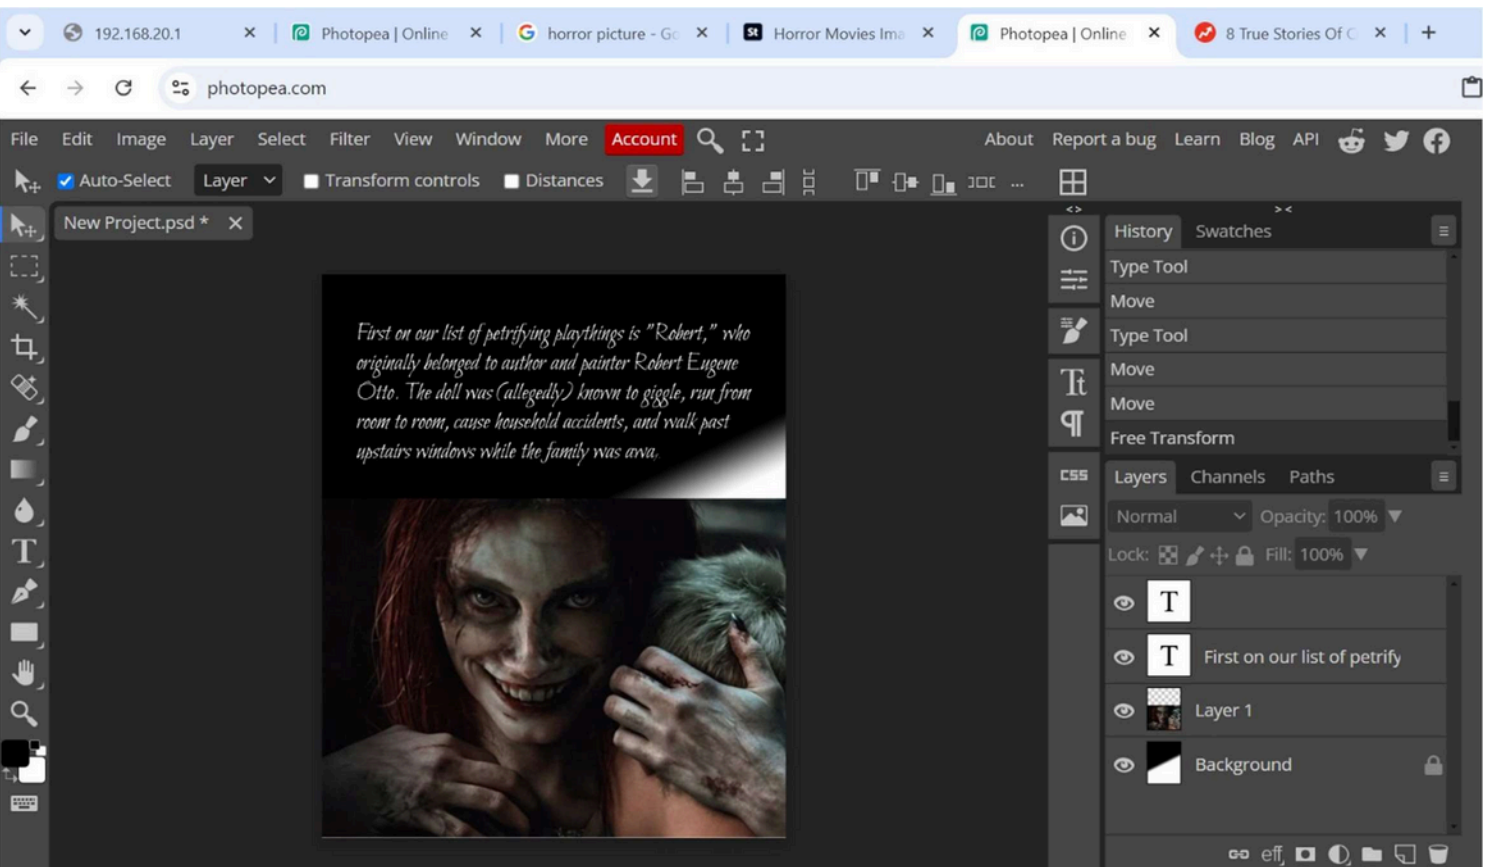 192.168.20.1
Photopea | Online
horror picture - Go
Horror Movies Ima
Photopea | Online
8 True Stories Of C
photopea.com
File Edit Image Layer Select Filter View Window More Account
About Report a bug Learn Blog API
Auto-Select Layer Transform controls Distances ...
New Project.psd *
First on our list of petrifying playthings is "Robert," who
originally belonged to author and painter Robert Eugene
Otto. The doll was (allegedly) known to giggle, run from
room to room, cause household accidents, and walk past
upstairs windows while the family was awa
History Swatches
Type Tool
Move
Type Tool
Move
Move
Free Transform
CSS
Layers Channels Paths
Normal Opacity: 100%
Lock: Fill: 100%
T
T First on our list of petrify
Layer 1
Background
eff